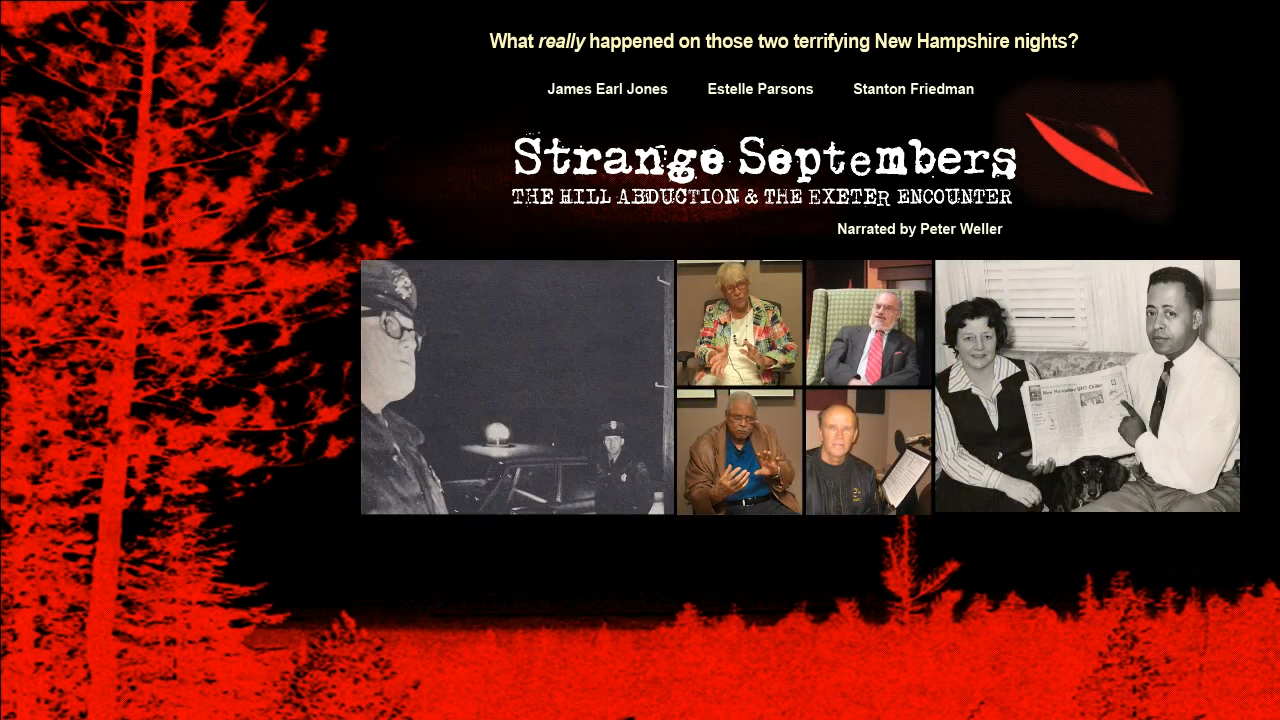 What really happened on those two terrifying New Hampshire nights?
James Earl Jones Estelle Parsons Stanton Friedman
Strange Septembers
THE HILL ABDUCTION & THE EXETER ENCOUNTER
Narrated by Peter Weller